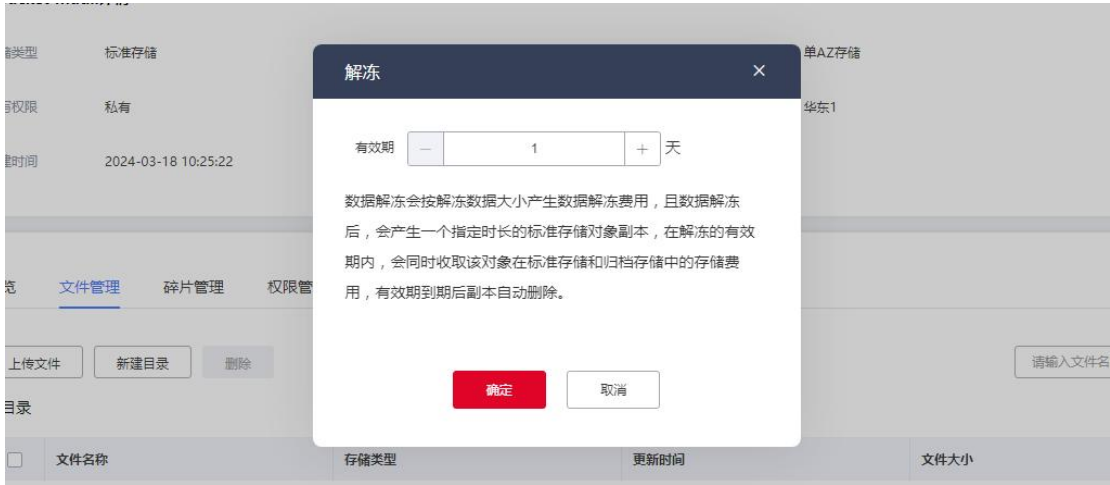 储类型
标准存储
单AZ存储
写权限
私有
华东1
建时间
2024-03-18 10:25:22
解冻
有效期
1
天
数据解冻会按解冻数据大小产生数据解冻费用，且数据解冻
后，会产生一个指定时长的标准存储对象副本，在解冻的有效
期内，会同时收取该对象在标准存储和归档存储中的存储费
用，有效期到期后副本自动删除。
确定
取消
览
文件管理
碎片管理
权限管
上传文件
新建目录
删除
请输入文件名
目录
文件名称
存储类型
更新时间
文件大小